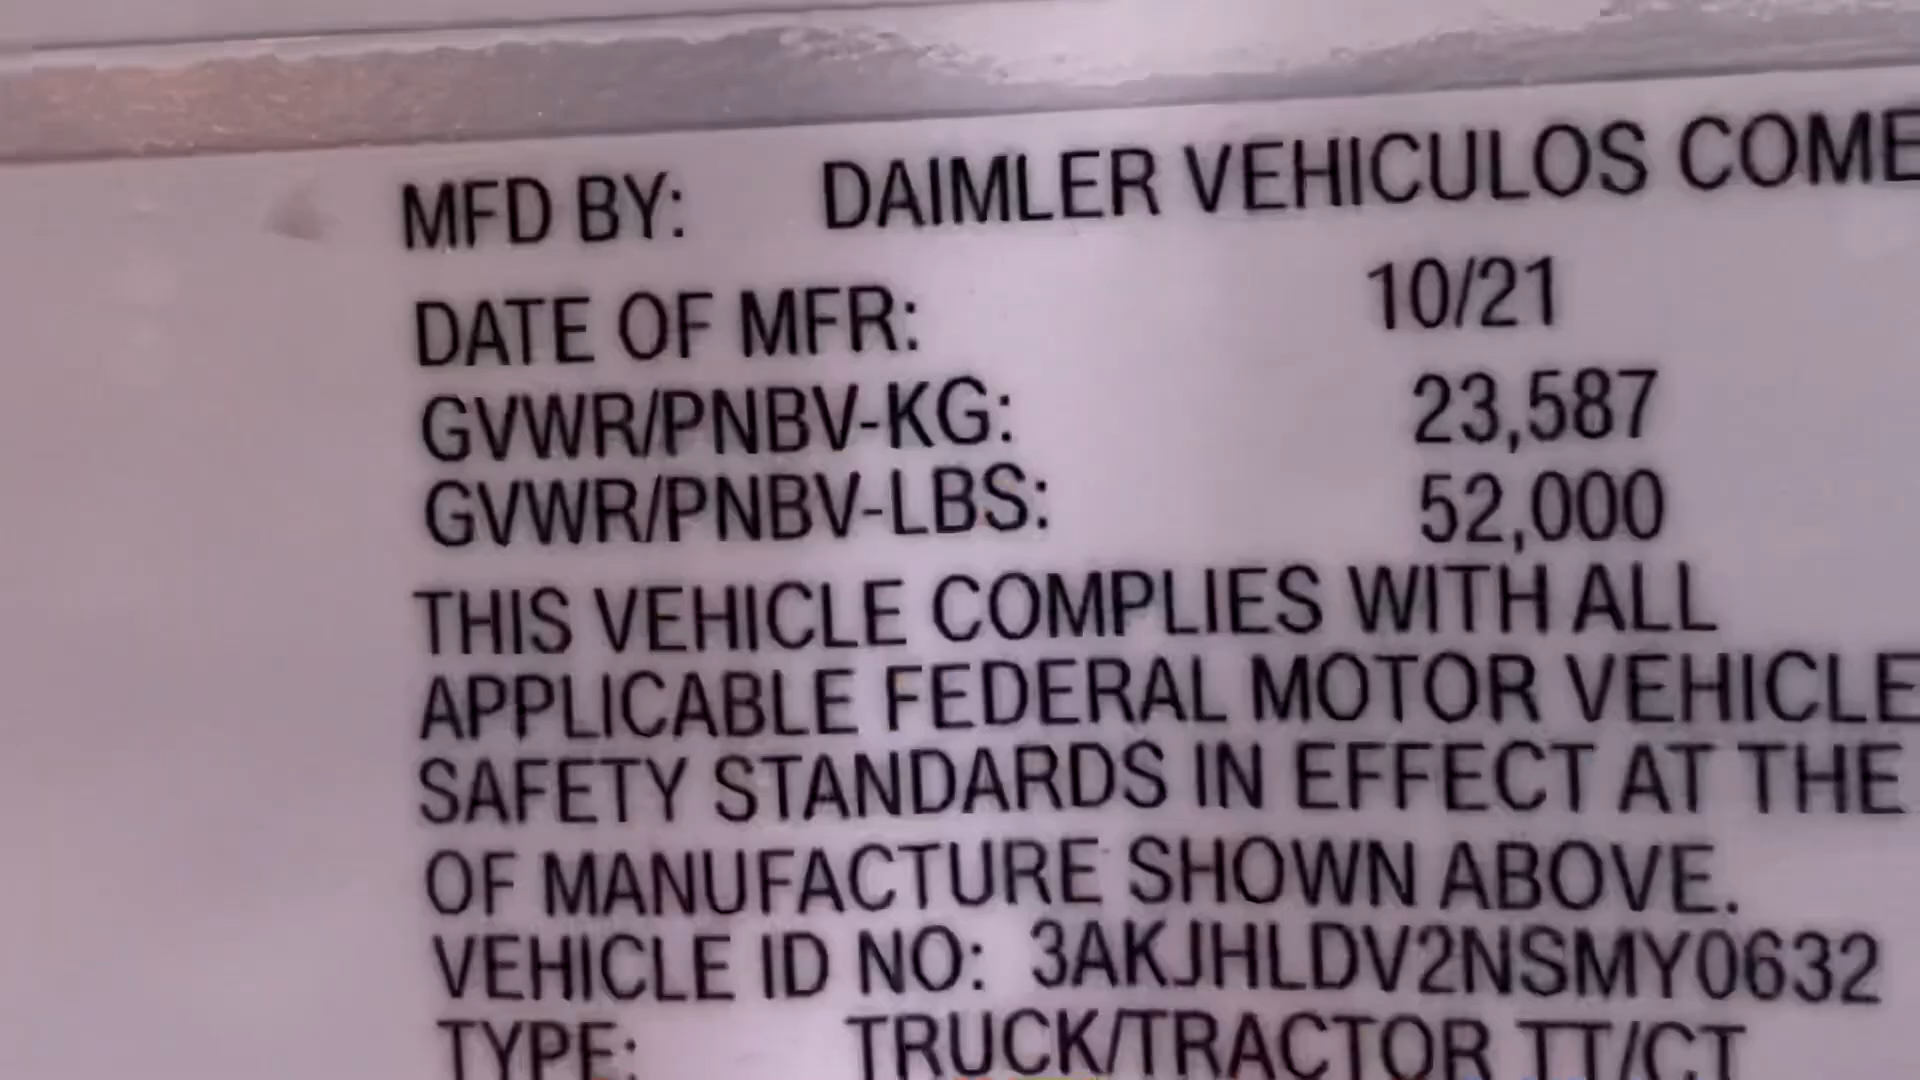 MFD BY: DAIMLER VEHICULOS COME
DATE OF MFR: 10/21
GVWR/PNBV-KG: 23,587
GVWR/PNBV-LBS: 52,000
THIS VEHICLE COMPLIES WITH ALL
APPLICABLE FEDERAL MOTOR VEHICLE
SAFETY STANDARDS IN EFFECT AT THE
OF MANUFACTURE SHOWN ABOVE.
VEHICLE ID NO: 3AKJHLDV2NSMY0632
TYPE: TRUCK/TRACTOR TT/CT